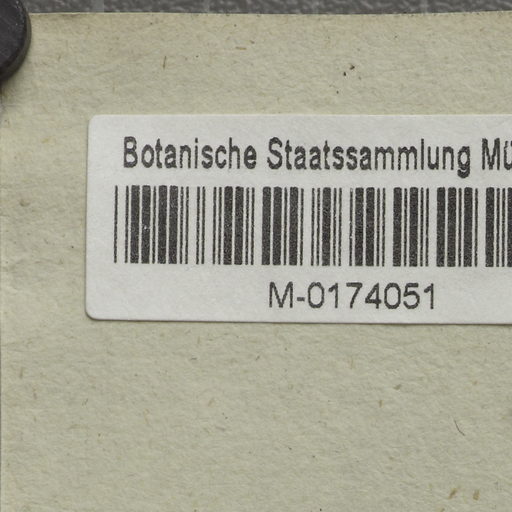 Botanische Staatssammlung Mü
M-0174051